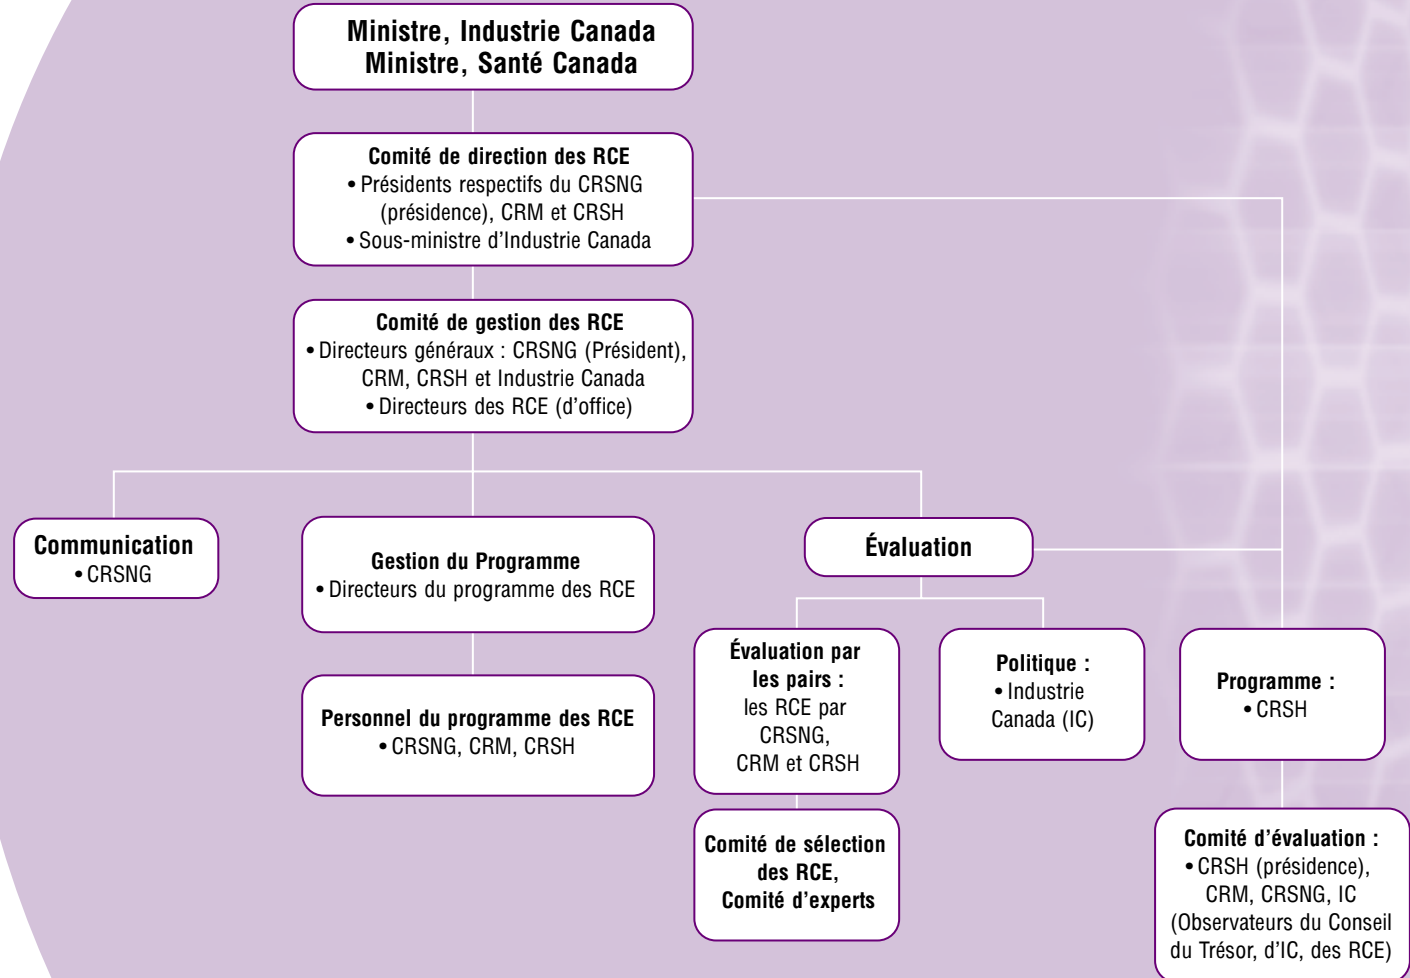 Ministre, Industrie Canada
Ministre, Santé Canada
Comité de direction des RCE
• Présidents respectifs du CRSNG
(présidence), CRM et CRSH
• Sous-ministre d’Industrie Canada
Comité de gestion des RCE
• Directeurs généraux : CRSNG (Président),
CRM, CRSH et Industrie Canada
• Directeurs des RCE (d’office)
Communication
• CRSNG
Gestion du Programme
• Directeurs du programme des RCE
Personnel du programme des RCE
• CRSNG, CRM, CRSH
Évaluation
Évaluation par
les pairs :
les RCE par
CRSNG,
CRM et CRSH
Comité de sélection
des RCE,
Comité d’experts
Politique :
• Industrie
Canada (IC)
Programme :
• CRSH
Comité d’évaluation :
• CRSH (présidence),
CRM, CRSNG, IC
(Observateurs du Conseil
du Trésor, d’IC, des RCE)